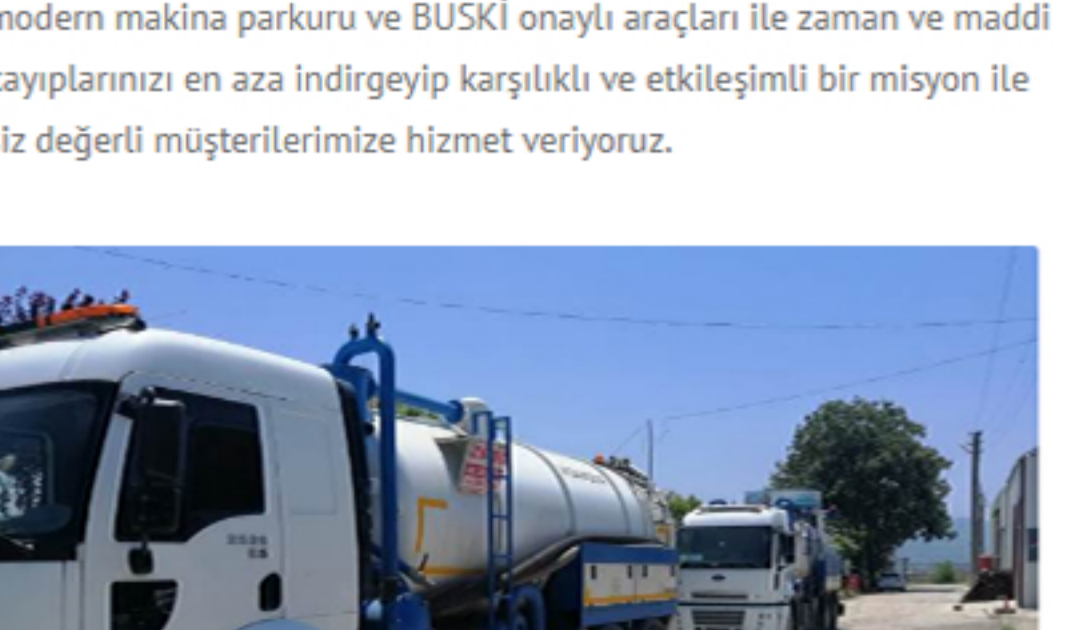 modern makina parkuru ve BUSKİ onaylı araçları ile zaman ve maddi
kayıplarınızı en aza indirgeyip karşılıklı ve etkileşimli bir misyon ile
siz değerli müşterilerimize hizmet veriyoruz.